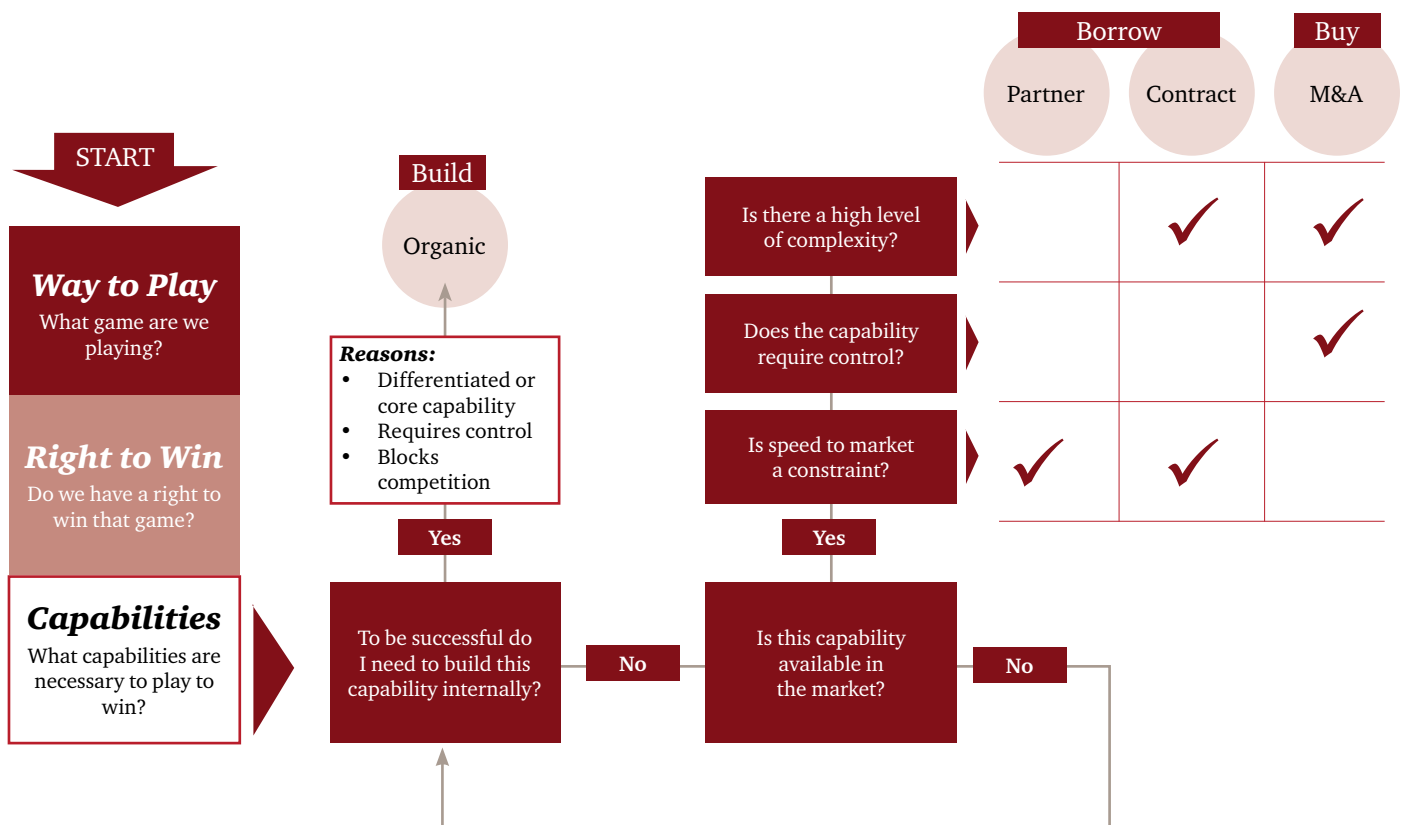 START
Way to Play
What game are we
playing?
Right to Win
Do we have a right to
win that game?
Capabilities
What capabilities are
necessary to play to
win?
Build
Organic
Reasons:
• Differentiated or
core capability
• Requires control
• Blocks
competition
Yes
To be successful do
I need to build this
capability internally?
No
Is there a high level
of complexity?
Does the capability
require control?
Is speed to market
a constraint?
Yes
Is this capability
available in
the market?
No
Borrow
Buy
Partner
Contract
M&A